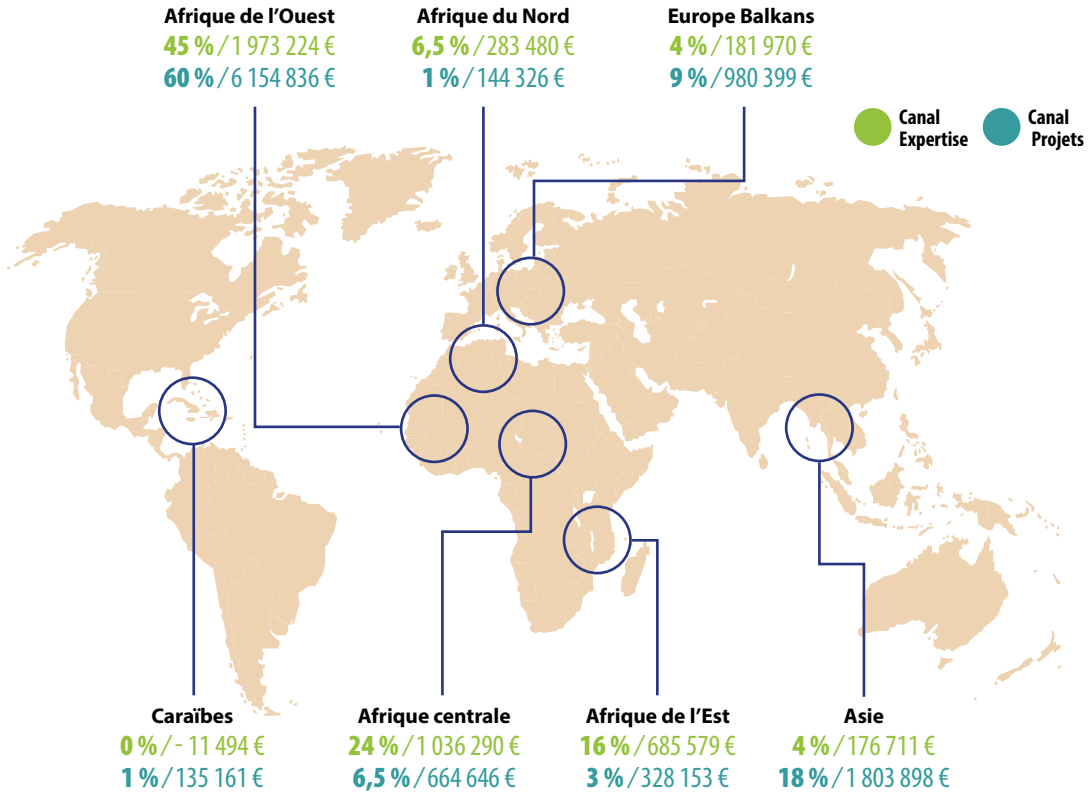 Afrique de l’Ouest
45 % / 1 973 224 €
60 % / 6 154 836 €
Afrique du Nord
6,5 % / 283 480 €
1 % / 144 326 €
Europe Balkans
4 % / 181 970 €
9 % / 980 399 €
Canal
Expertise
Canal
Projets
Caraïbes
0 % / - 11 494 €
1 % / 135 161 €
Afrique centrale
24 % / 1 036 290 €
6,5 % / 664 646 €
Afrique de l’Est
16 % / 685 579 €
3 % / 328 153 €
Asie
4 % / 176 711 €
18 % / 1 803 898 €